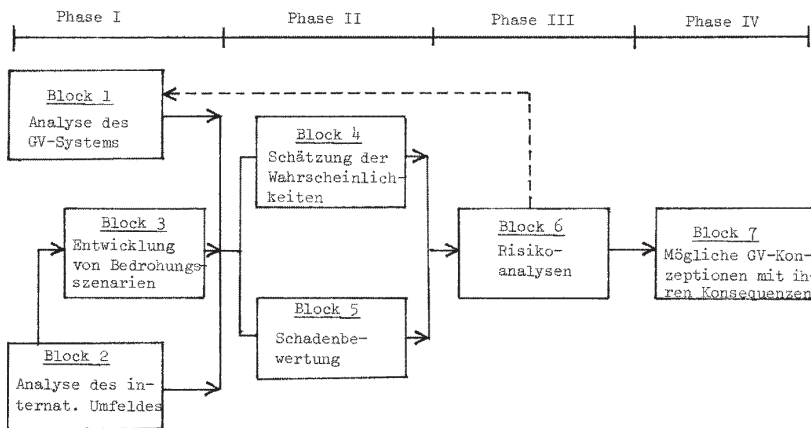 Phase I
Phase II
Phase III
Phase IV
Block 1
Analyse des
GV-Systems
Block 3
Entwicklung
von Bedrohungs-
szenarien
Block 2
Analyse des in-
ternat. Umfeldes
Block 4
Schätzung der
Wahrscheinlich-
keiten
Block 5
Schadenbe-
wertung
Block 6
Risiko-
analysen
Block 7
Mögliche GV-Kon-
zeptionen mit ih-
ren Konsequenzen